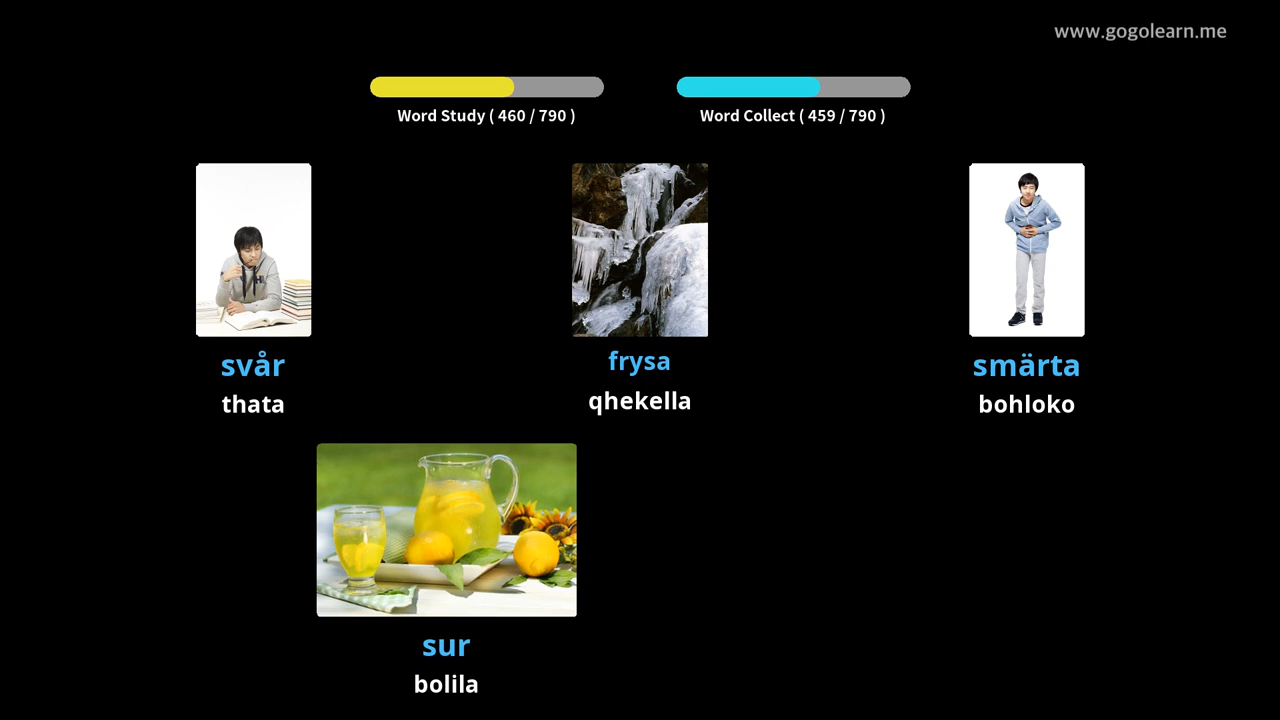 www.gogolearn.me
Word Study ( 460 / 790 )
Word Collect ( 459 / 790 )
svår
thata
frysa
qhekella
smärta
bohloko
sur
bolila